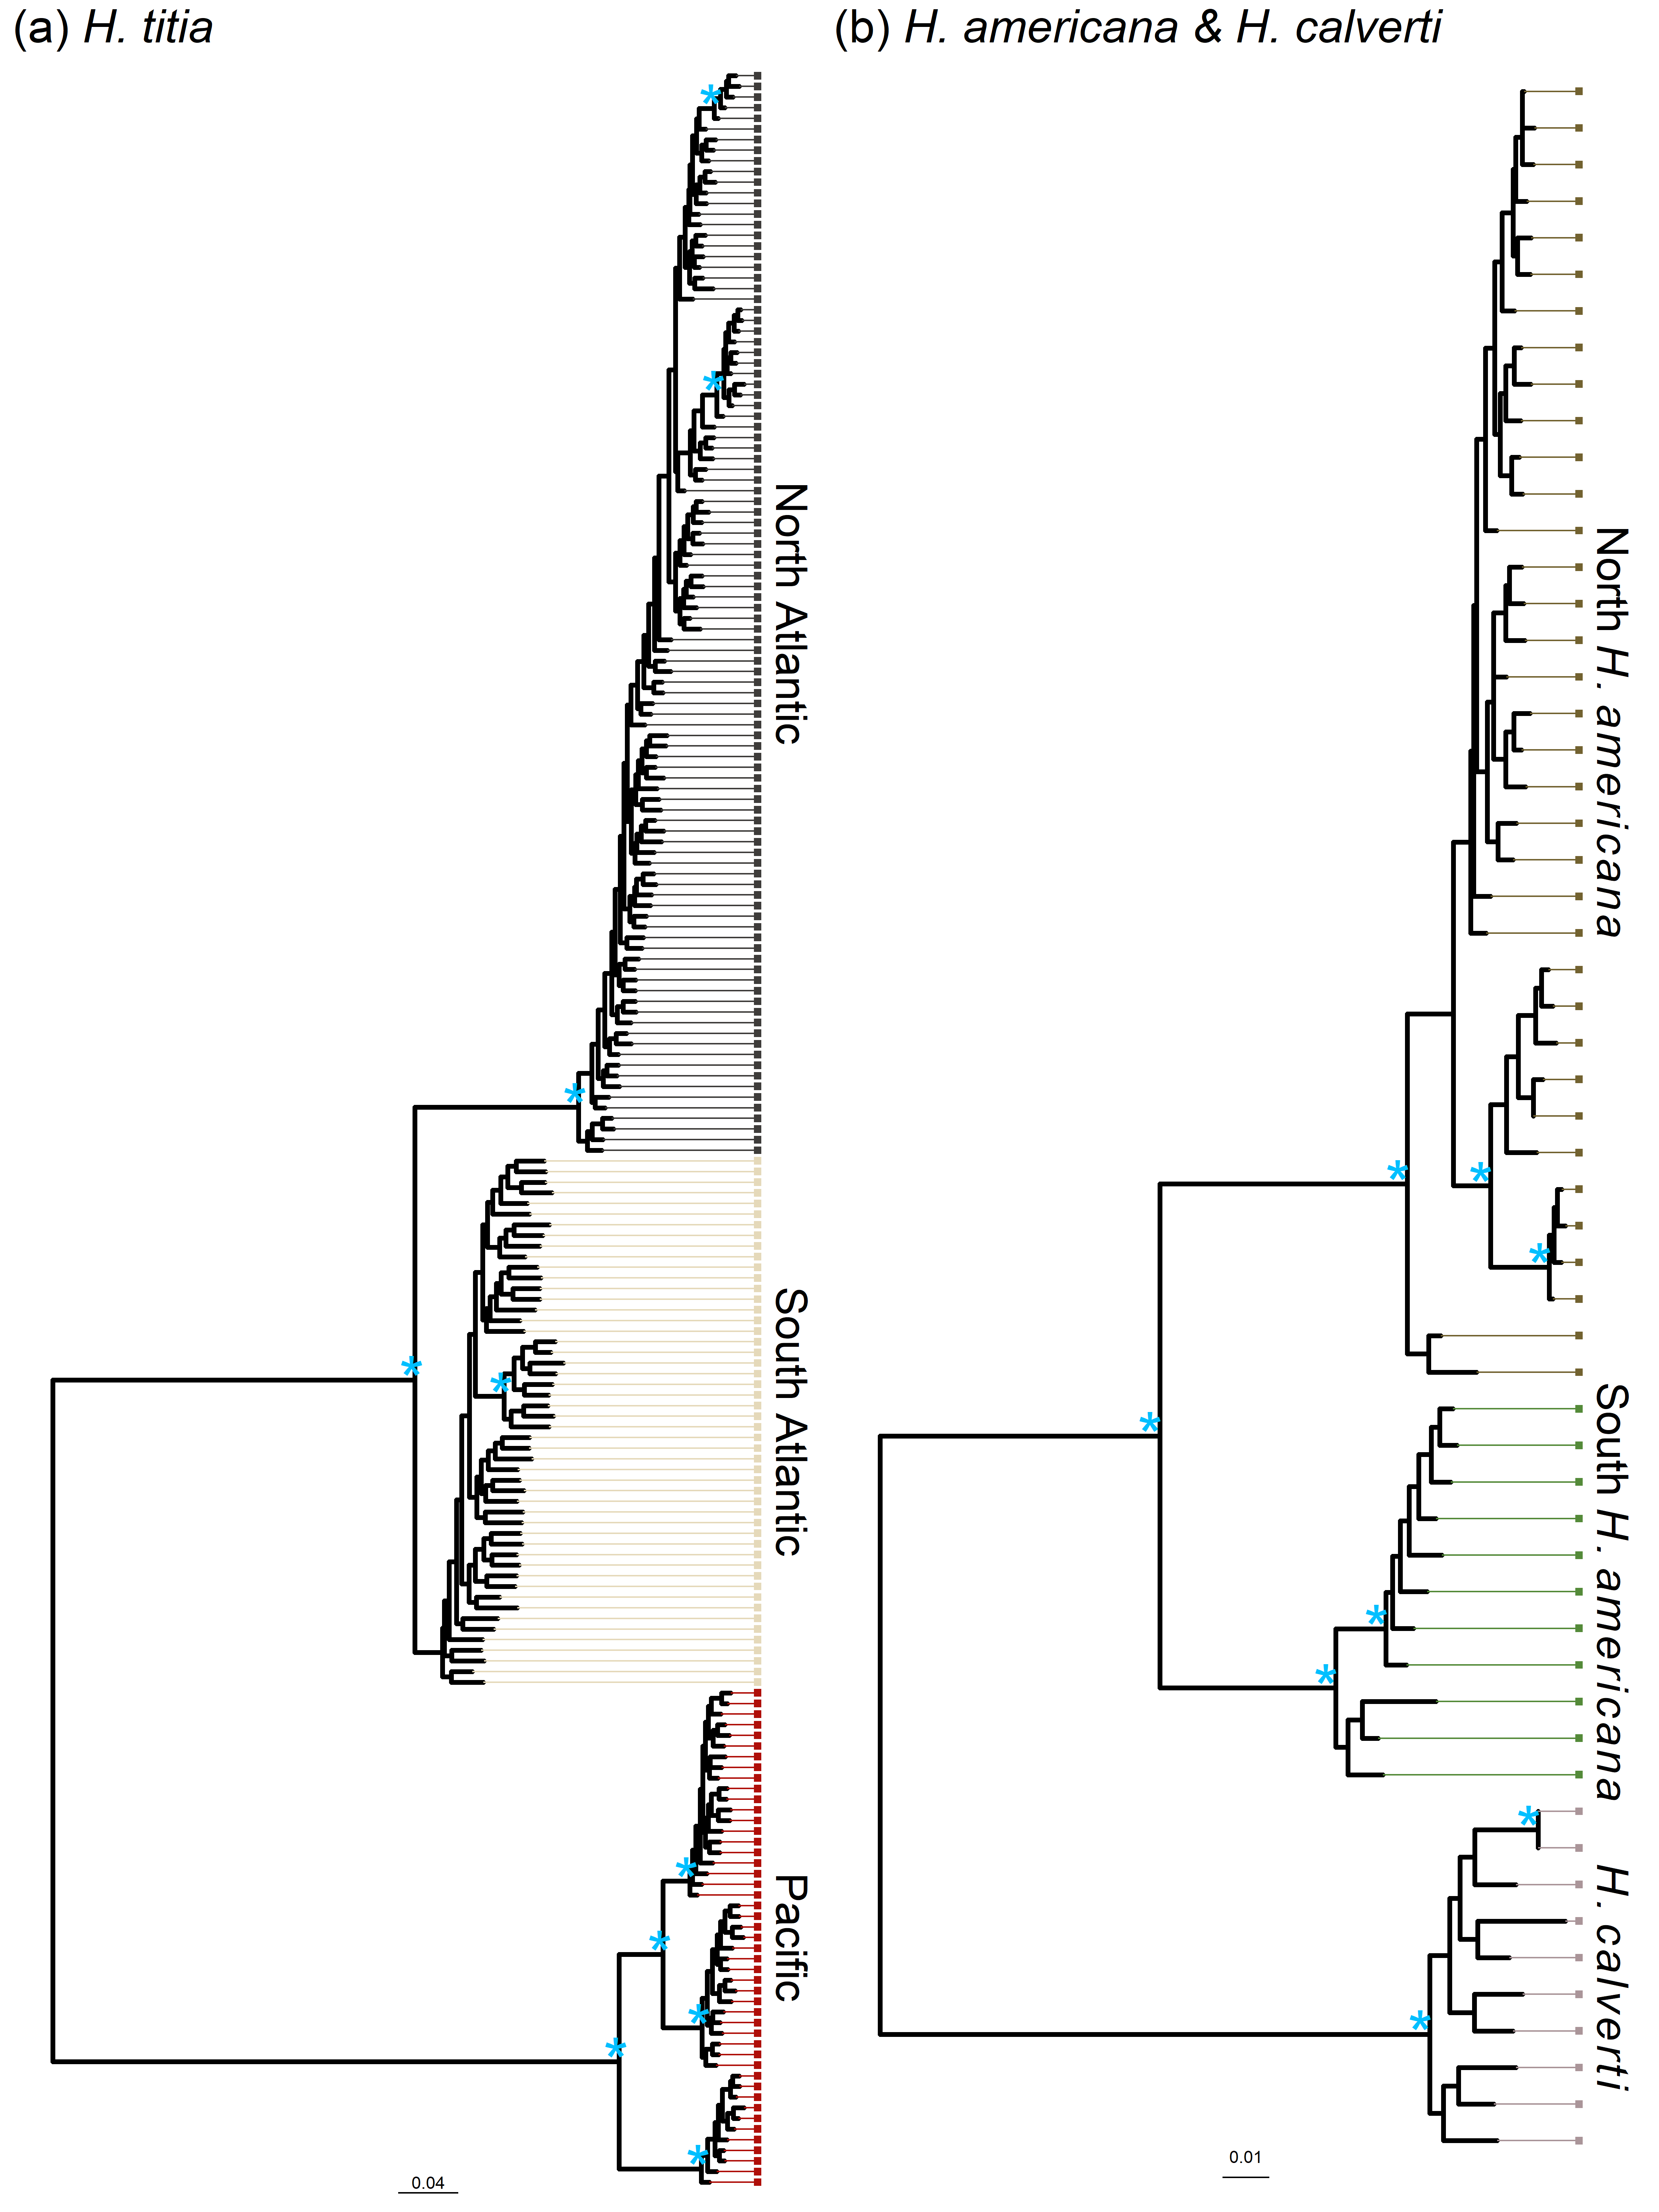 (a) H. titia
North Atlantic
South Atlantic
Pacific
0.04
(b) H. americana & H. calverti
North H. americana
South H. americana
H. calverti
0.01